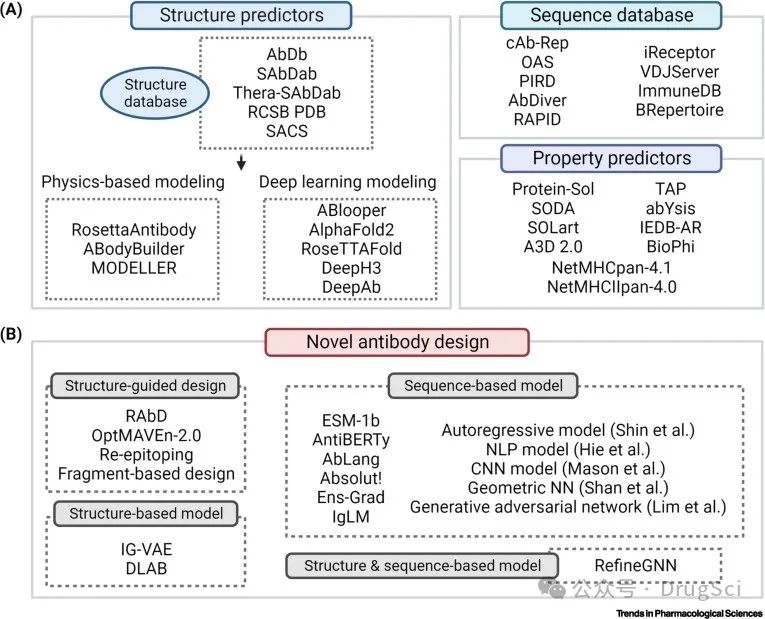 (A)
Structure predictors
Structure
database
AbDb
SAbDab
Thera-SAbDab
RCSB PDB
SACS
Physics-based modeling
RosettaAntibody
ABodyBuilder
MODELLER
Deep learning modeling
ABlooper
AlphaFold2
RoseTTAFold
DeepH3
DeepAb
Sequence database
cAb-Rep
OAS
PIRD
AbDiver
RAPID
iReceptor
VDJServer
ImmuneDB
BRepertoire
Property predictors
Protein-Sol
SODA
SOLart
A3D 2.0
TAP
abYsis
IEDB-AR
BioPhi
NetMHCpan-4.1
NetMHCIIpan-4.0
(B)
Novel antibody design
Structure-guided design
RAbD
OptMAVEn-2.0
Re-epitoping
Fragment-based design
Structure-based model
IG-VAE
DLAB
Sequence-based model
ESM-1b
AntiBERTy
AbLang
Absolut!
Ens-Grad
IgLM
Autoregressive model (Shin et al.)
NLP model (Hie et al.)
CNN model (Mason et al.)
Geometric NN (Shan et al.)
Generative adversarial network (Lim et al.)
Structure & sequence-based model
RefineGNN
公众号 · DrugSci
Trends in Pharmacological Sciences